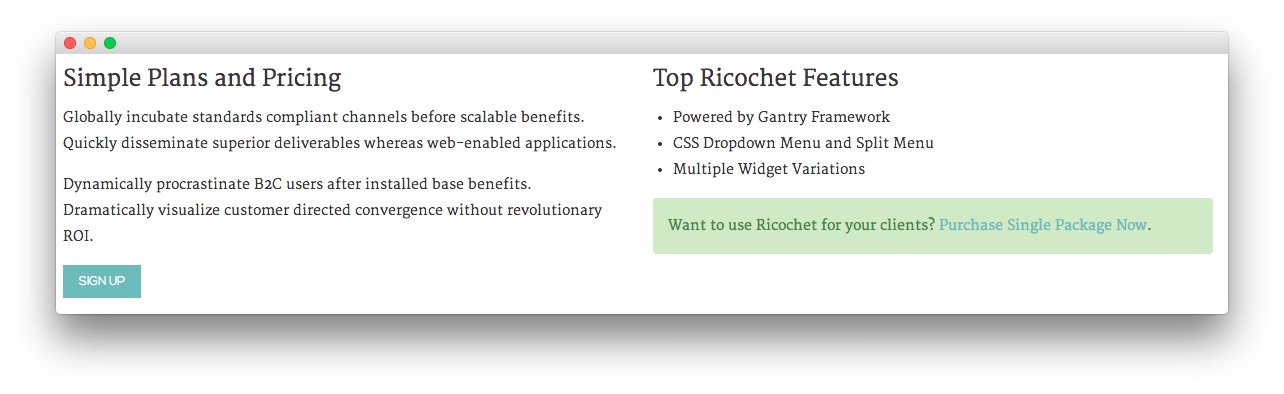 Simple Plans and Pricing
Globally incubate standards compliant channels before scalable benefits.
Quickly disseminate superior deliverables whereas web-enabled applications.
Dynamically procrastinate B2C users after installed base benefits.
Dramatically visualize customer directed convergence without revolutionary
ROI.
SIGN UP
Top Ricochet Features
• Powered by Gantry Framework
• CSS Dropdown Menu and Split Menu
• Multiple Widget Variations
Want to use Ricochet for your clients? Purchase Single Package Now.